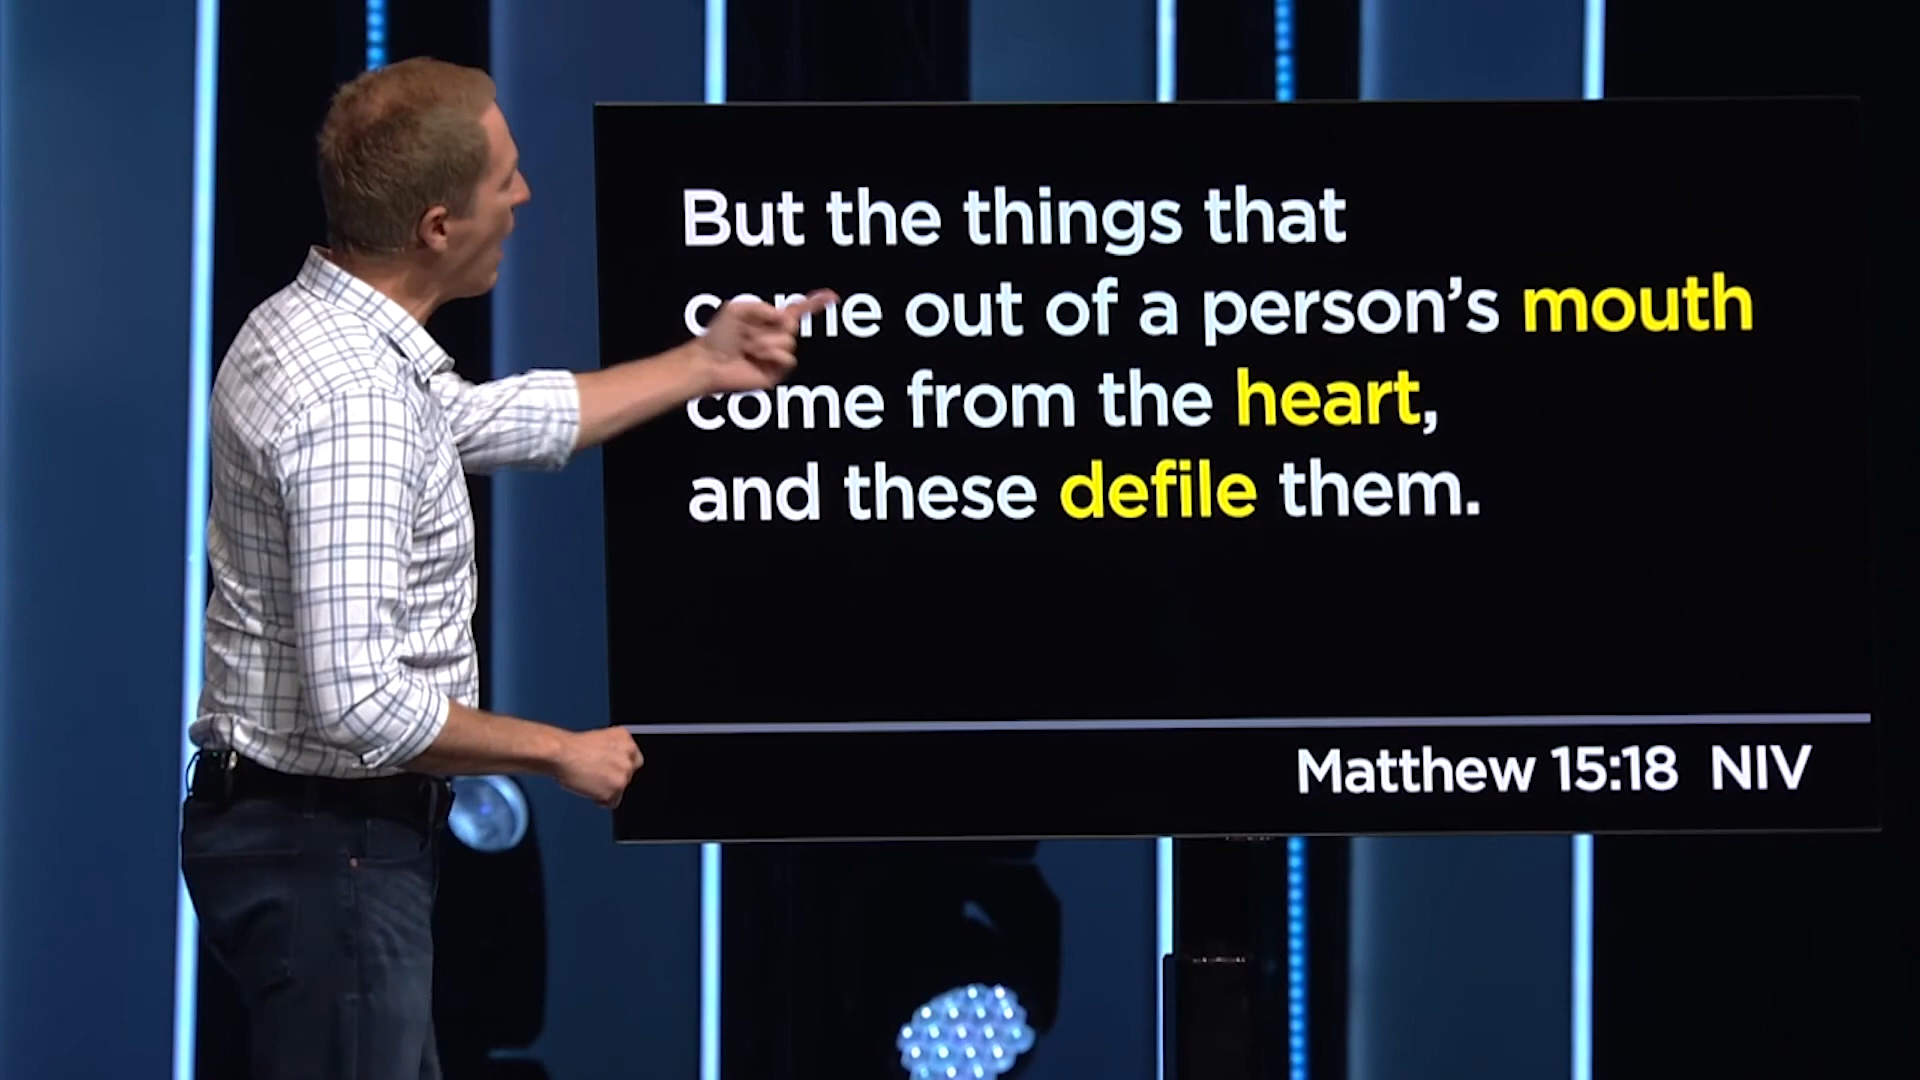 But the things that
come out of a person's mouth
come from the heart,
and these defile them.
Matthew 15:18 NIV